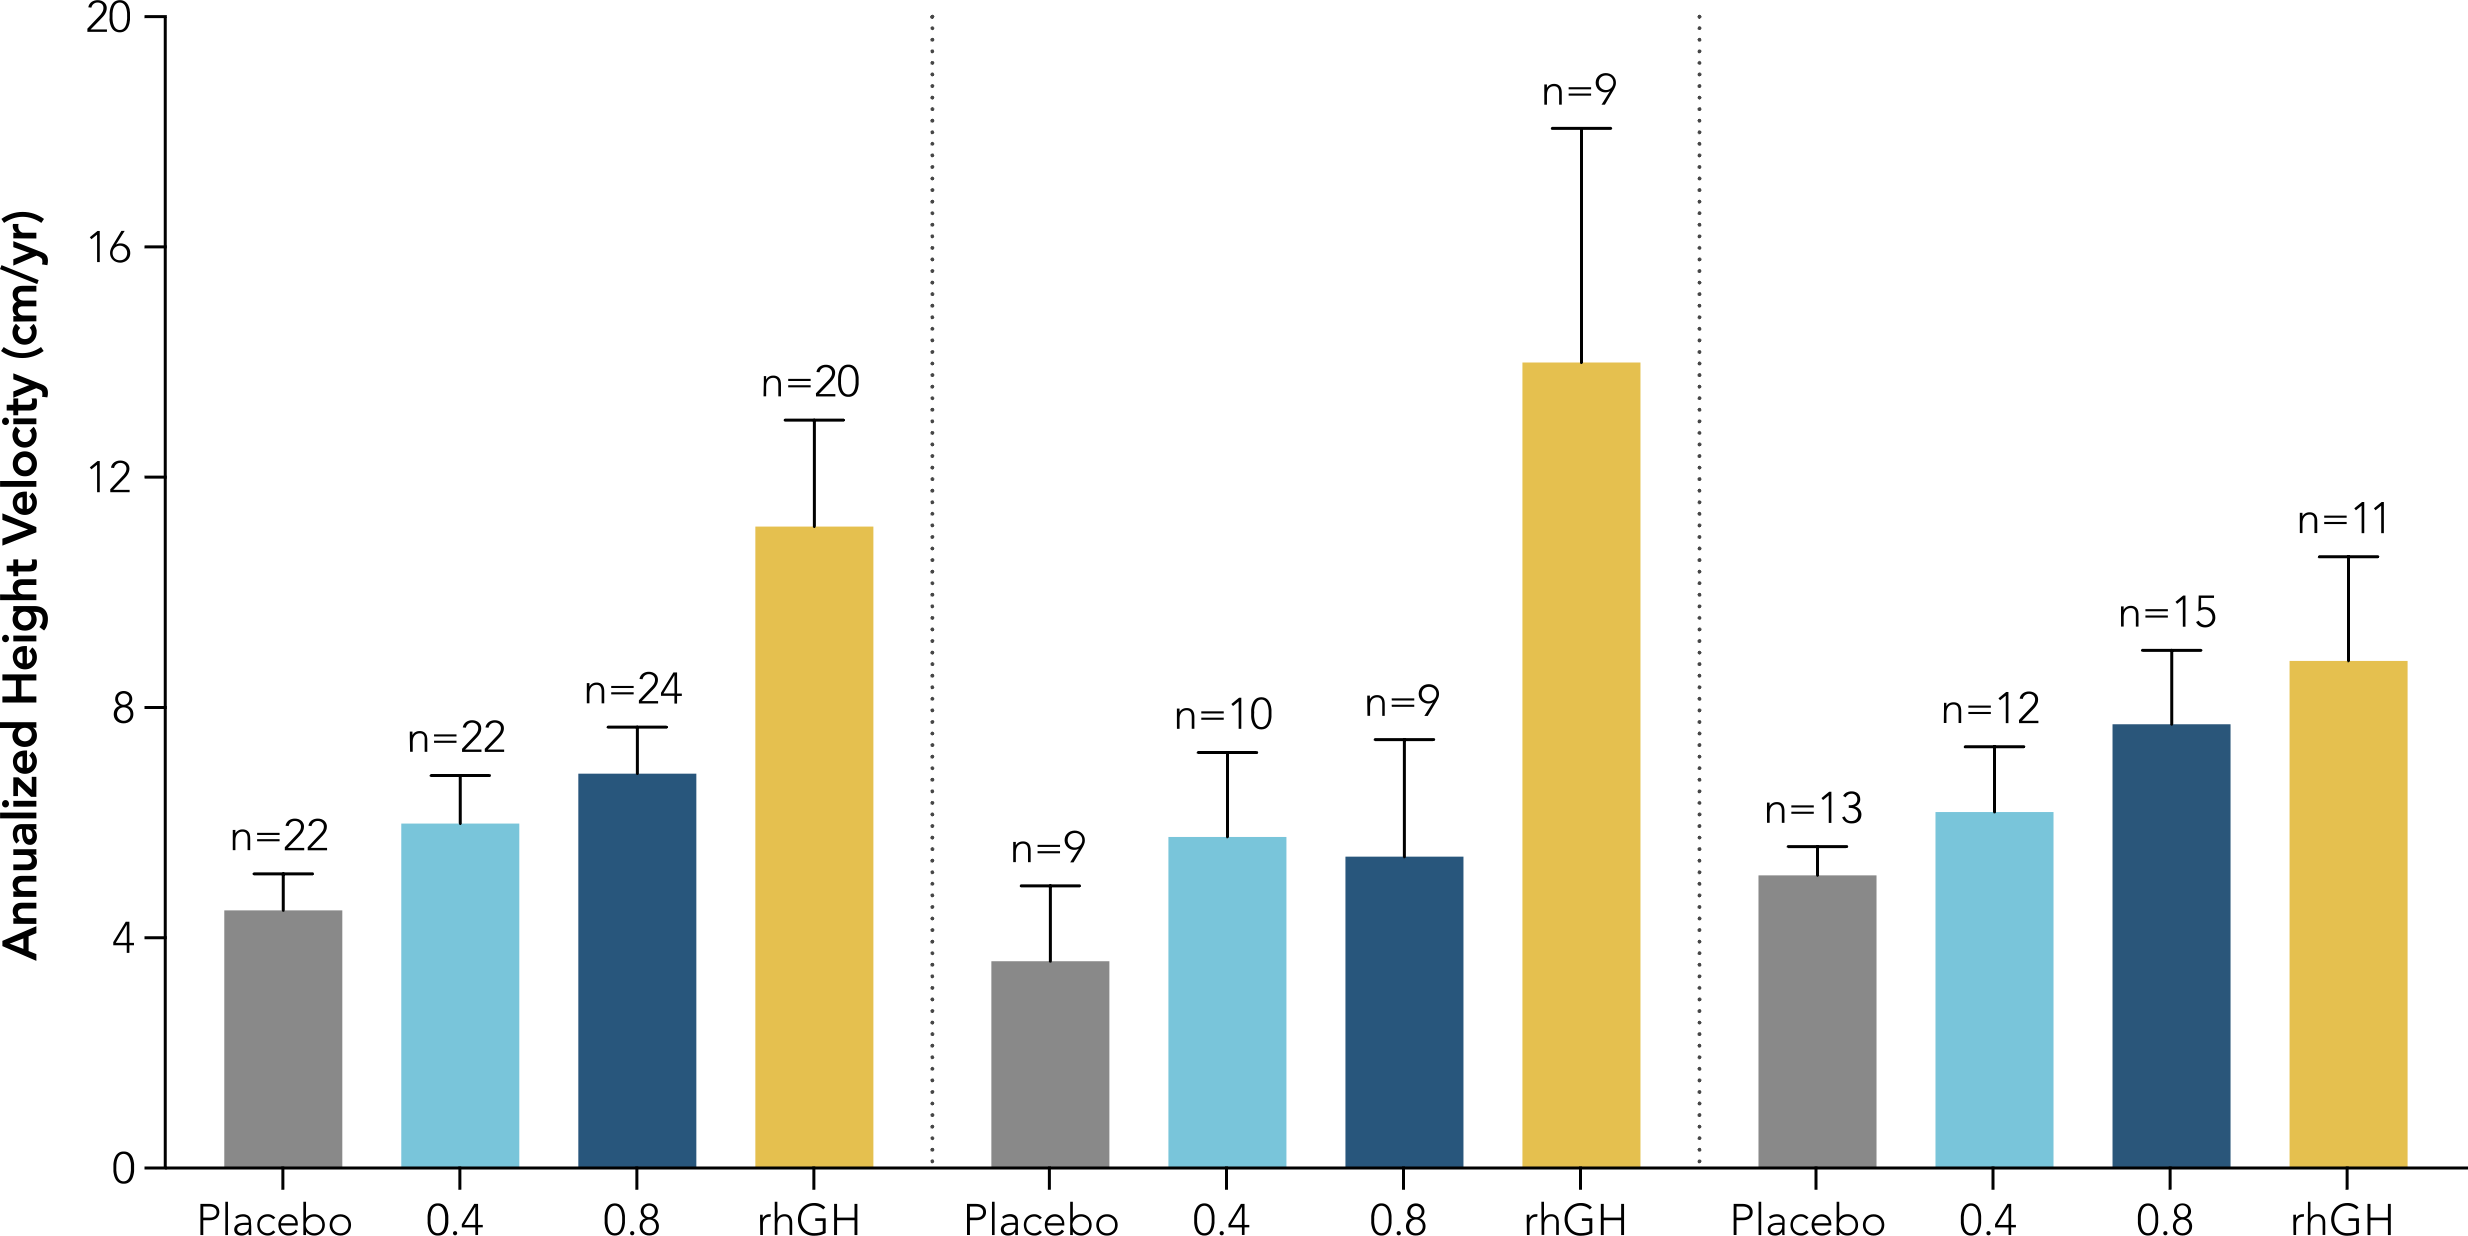 Annualized Height Velocity (cm/yr)
20
16
12
8
4
0
n=22
n=22
n=24
n=20
n=9
n=10
n=9
n=9
n=13
n=12
n=15
n=11
Placebo 0.4 0.8 rhGH Placebo 0.4 0.8 rhGH Placebo 0.4 0.8 rhGH